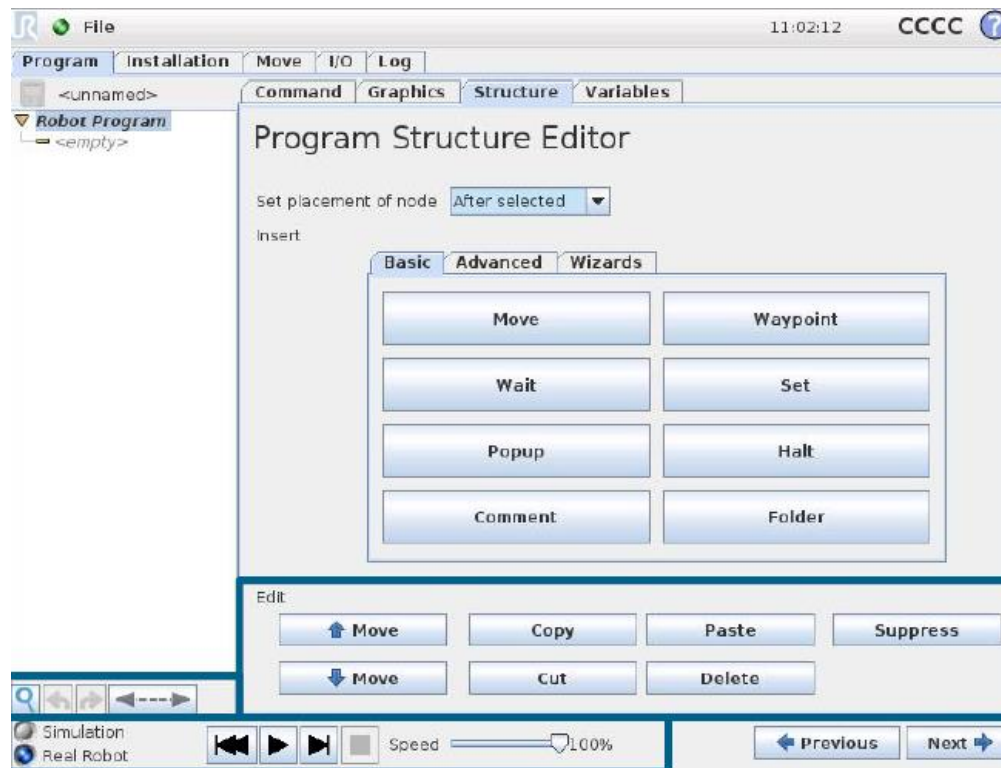 UR File 11:02:12 CCCC ?
Program Installation Move I/O Log
<unnamed>
Command Graphics Structure Variables
Robot Program
<empty>
Program Structure Editor
Set placement of node After selected
Insert
Basic Advanced Wizards
Move Waypoint
Wait Set
Popup Halt
Comment Folder
Edit
Move Copy Paste Suppress
Move Cut Delete
Simulation
Real Robot
Speed 100%
Previous Next